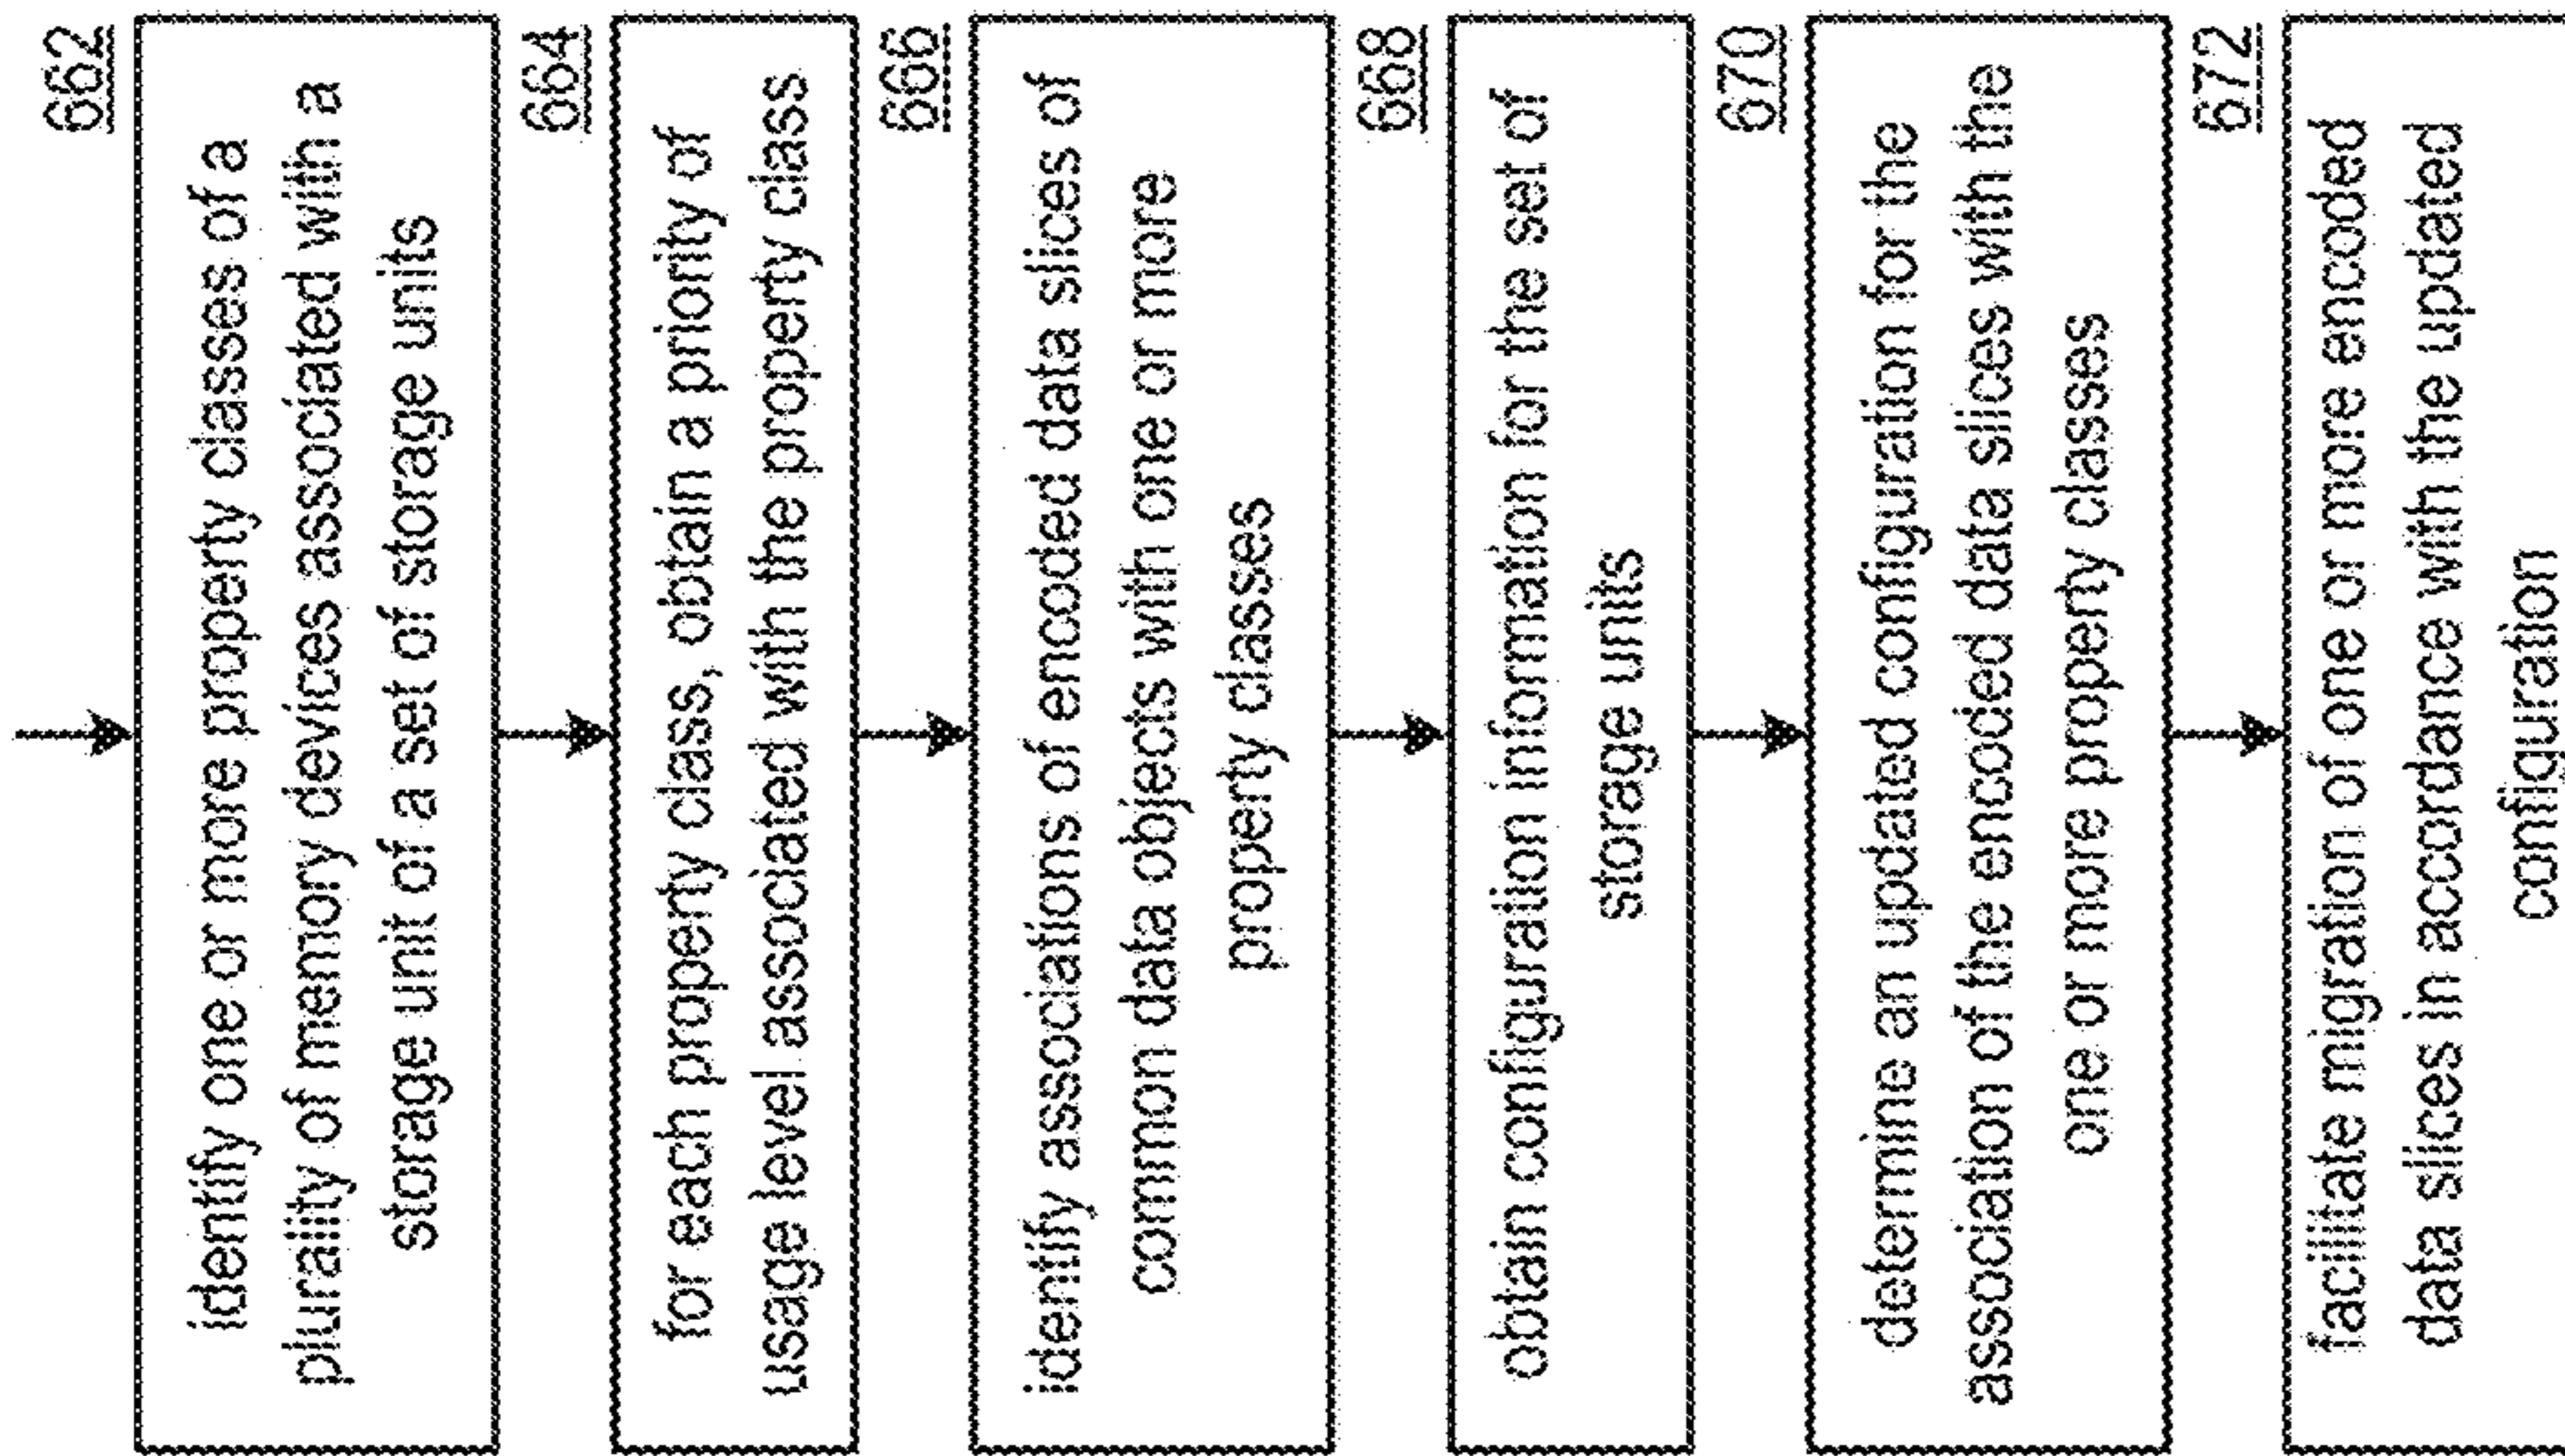 662
identify one or more property classes of a
plurality of memory devices associated with a
storage unit of a set of storage units
664
for each property class, obtain a priority of
usage level associated with the property class
666
identify associations of encoded data slices of
common data objects with one or more
property classes
668
obtain configuration information for the set of
storage units
670
determine an updated configuration for the
association of the encoded data slices with the
one or more property classes
672
facilitate migration of one or more encoded
data slices in accordance with the updated
configuration